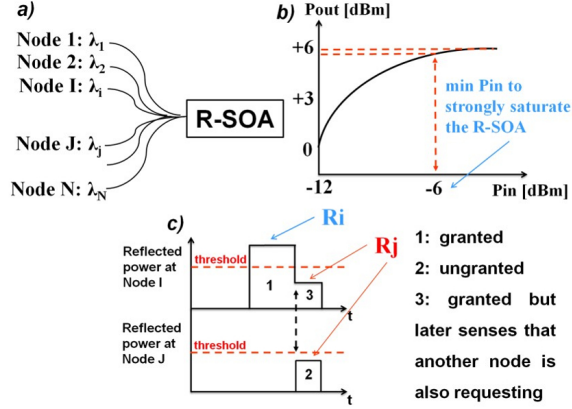 a)
Node 1: λ1
Node 2: λ2
Node I: λi
Node J: λj
Node N: λN
R-SOA
b)
Pout [dBm]
+6
+3
0
-12
-6
Pin [dBm]
min Pin to
strongly saturate
the R-SOA
c)
Ri
Rj
Reflected
power at
Node I
threshold
1
3
t
Reflected
power at
Node J
threshold
2
t
1: granted
2: ungranted
3: granted but
later senses that
another node is
also requesting